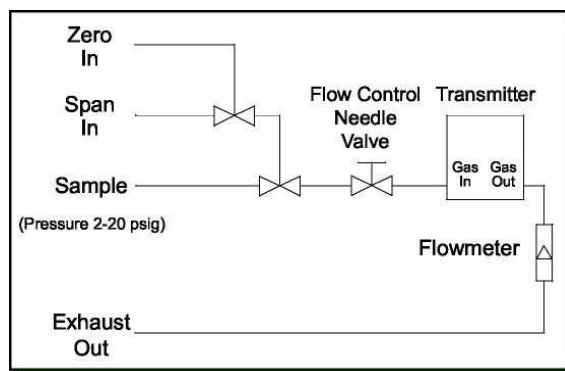 Zero
In
Span
In
Flow Control
Needle
Valve
Transmitter
Gas
In
Gas
Out
Sample
(Pressure 2-20 psig)
Flowmeter
Exhaust
Out